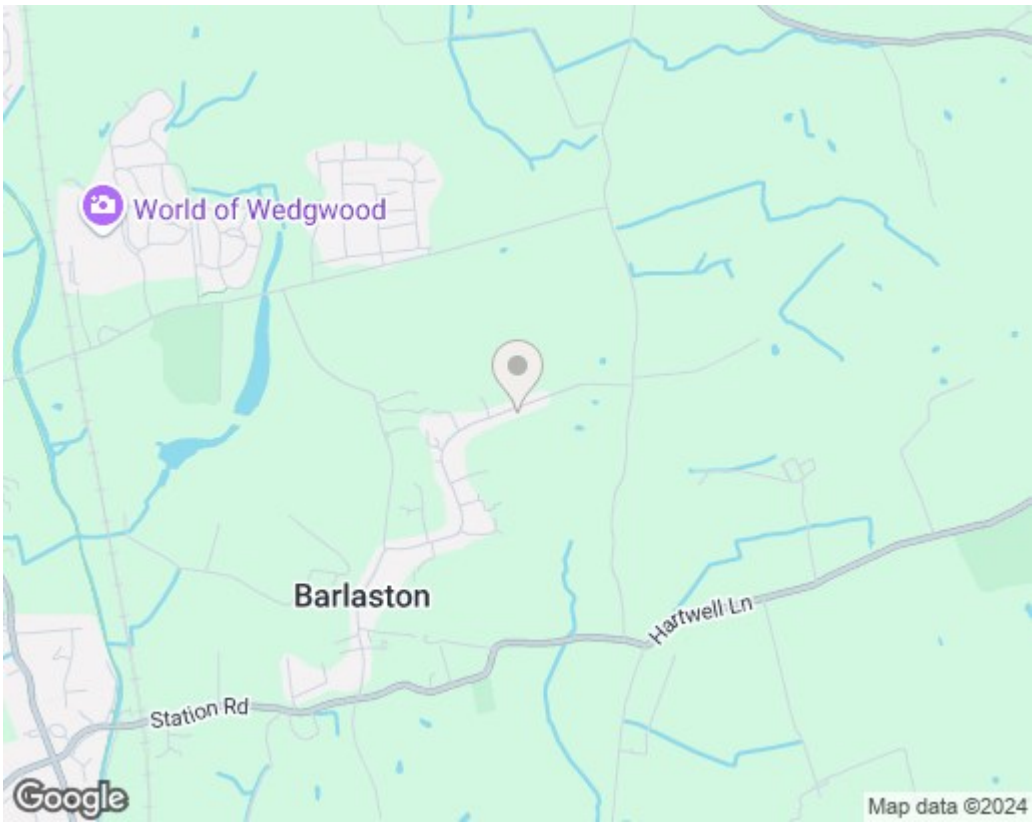 World of Wedgwood
Barlaston
Hartwell Ln
Station Rd
Google
Map data ©2024